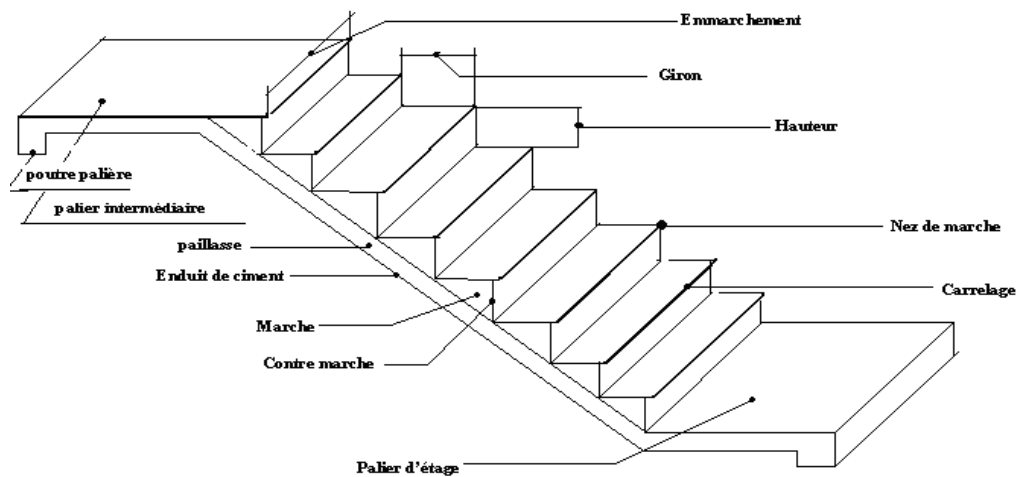 Emmarchement
Giron
Hauteur
poutre palière
palier intermédiaire
Nez de marche
paillasse
Enduit de ciment
Carrelage
Marche
Contre marche
Palier d'étage